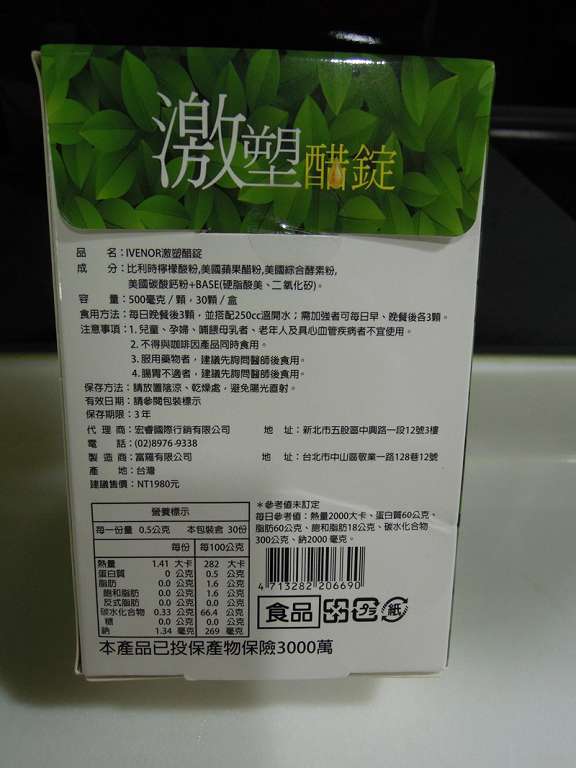 激塑醋錠
品　名：IVENOR激塑醋錠
成　分：比利時檸檬酸粉,美國蘋果醋粉,美國綜合酵素粉,
美國碳酸鈣粉+BASE(硬脂酸美、二氧化矽)。
容　量：500毫克/顆，30顆/盒
食用方法：每日晚餐後3顆，並搭配250cc溫開水；需加強者可每日早、晚餐後各3顆。
注意事項：1.兒童、孕婦、哺餵母乳者、老年人及具心血管疾病者不宜使用。
2.不得與咖啡因產品同時食用。
3.服用藥物者，建議先詢問醫師後食用。
4.腸胃不適者，建議先詢問醫師後食用。
保存方法：請放置陰涼、乾燥處，避免陽光直射。
有效日期：請參閱包裝標示
保存期限：3年
代理商：宏睿國際行銷有限公司　地　址：新北市五股區中興路一段12號3樓
電　話：(02)8976-9338
製造商：富羅有限公司　地　址：台北市中山區敬業一路128巷12號
產　地：台灣
建議售價：NT1980元
營養標示
每一份量 0.5公克 本包裝含 30份
每份 每100公克
熱量 1.41 大卡 282 大卡
蛋白質 0 公克 0.5 公克
脂肪 0.0 公克 1.6 公克
飽和脂肪 0.0 公克 1.6 公克
反式脂肪 0.0 公克 0.0 公克
碳水化合物 0.33 公克 66.4 公克
糖 0.0 公克 0.0 公克
鈉 1.34 毫克 269 毫克
＊參考值未訂定
每日參考值：熱量2000大卡、蛋白質60公克、
脂肪60公克、飽和脂肪18公克、碳水化合物
300公克、鈉2000 毫克。
4 713282 206690
食品 紙
本產品已投保產物保險3000萬